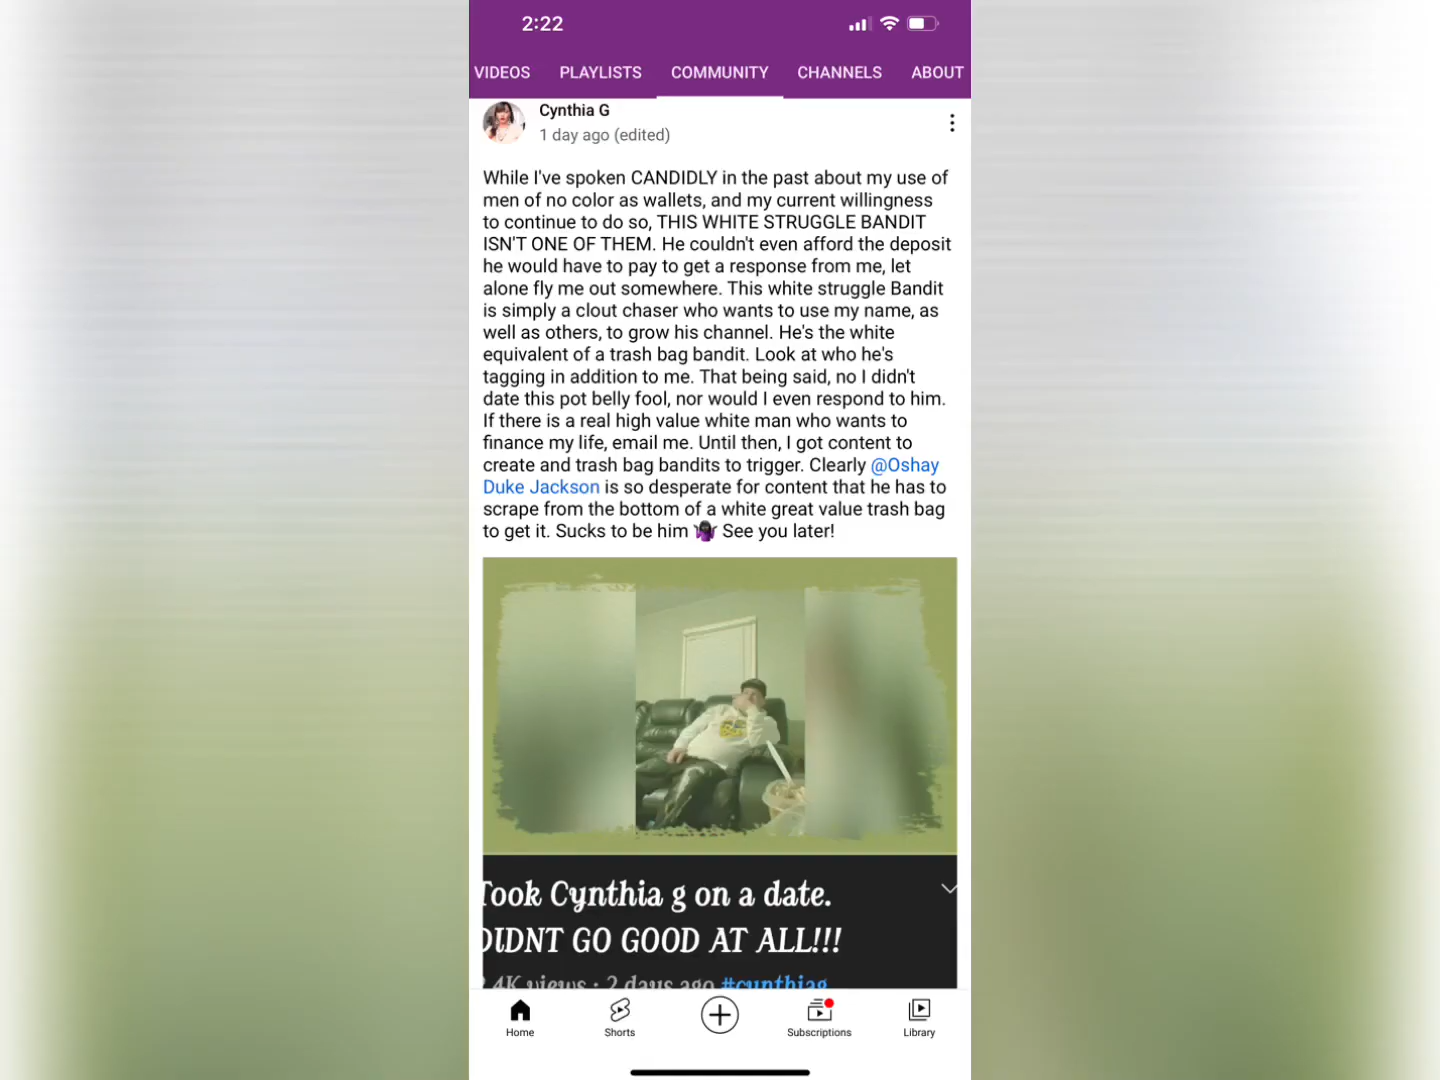 2:22
VIDEOS PLAYLISTS COMMUNITY CHANNELS ABOUT
Cynthia G
1 day ago (edited)
While I've spoken CANDIDLY in the past about my use of
men of no color as wallets, and my current willingness
to continue to do so, THIS WHITE STRUGGLE BANDIT
ISN'T ONE OF THEM. He couldn't even afford the deposit
he would have to pay to get a response from me, let
alone fly me out somewhere. This white struggle Bandit
is simply a clout chaser who wants to use my name, as
well as others, to grow his channel. He's the white
equivalent of a trash bag bandit. Look at who he's
tagging in addition to me. That being said, no I didn't
date this pot belly fool, nor would I even respond to him.
If there is a real high value white man who wants to
finance my life, email me. Until then, I got content to
create and trash bag bandits to trigger. Clearly @Oshay
Duke Jackson is so desperate for content that he has to
scrape from the bottom of a white great value trash bag
to get it. Sucks to be him 🤷🏿‍♀️ See you later!
Took Cynthia g on a date.
DIDNT GO GOOD AT ALL!!!
.4K views · 2 days ago #cynthiag
Home Shorts Subscriptions Library